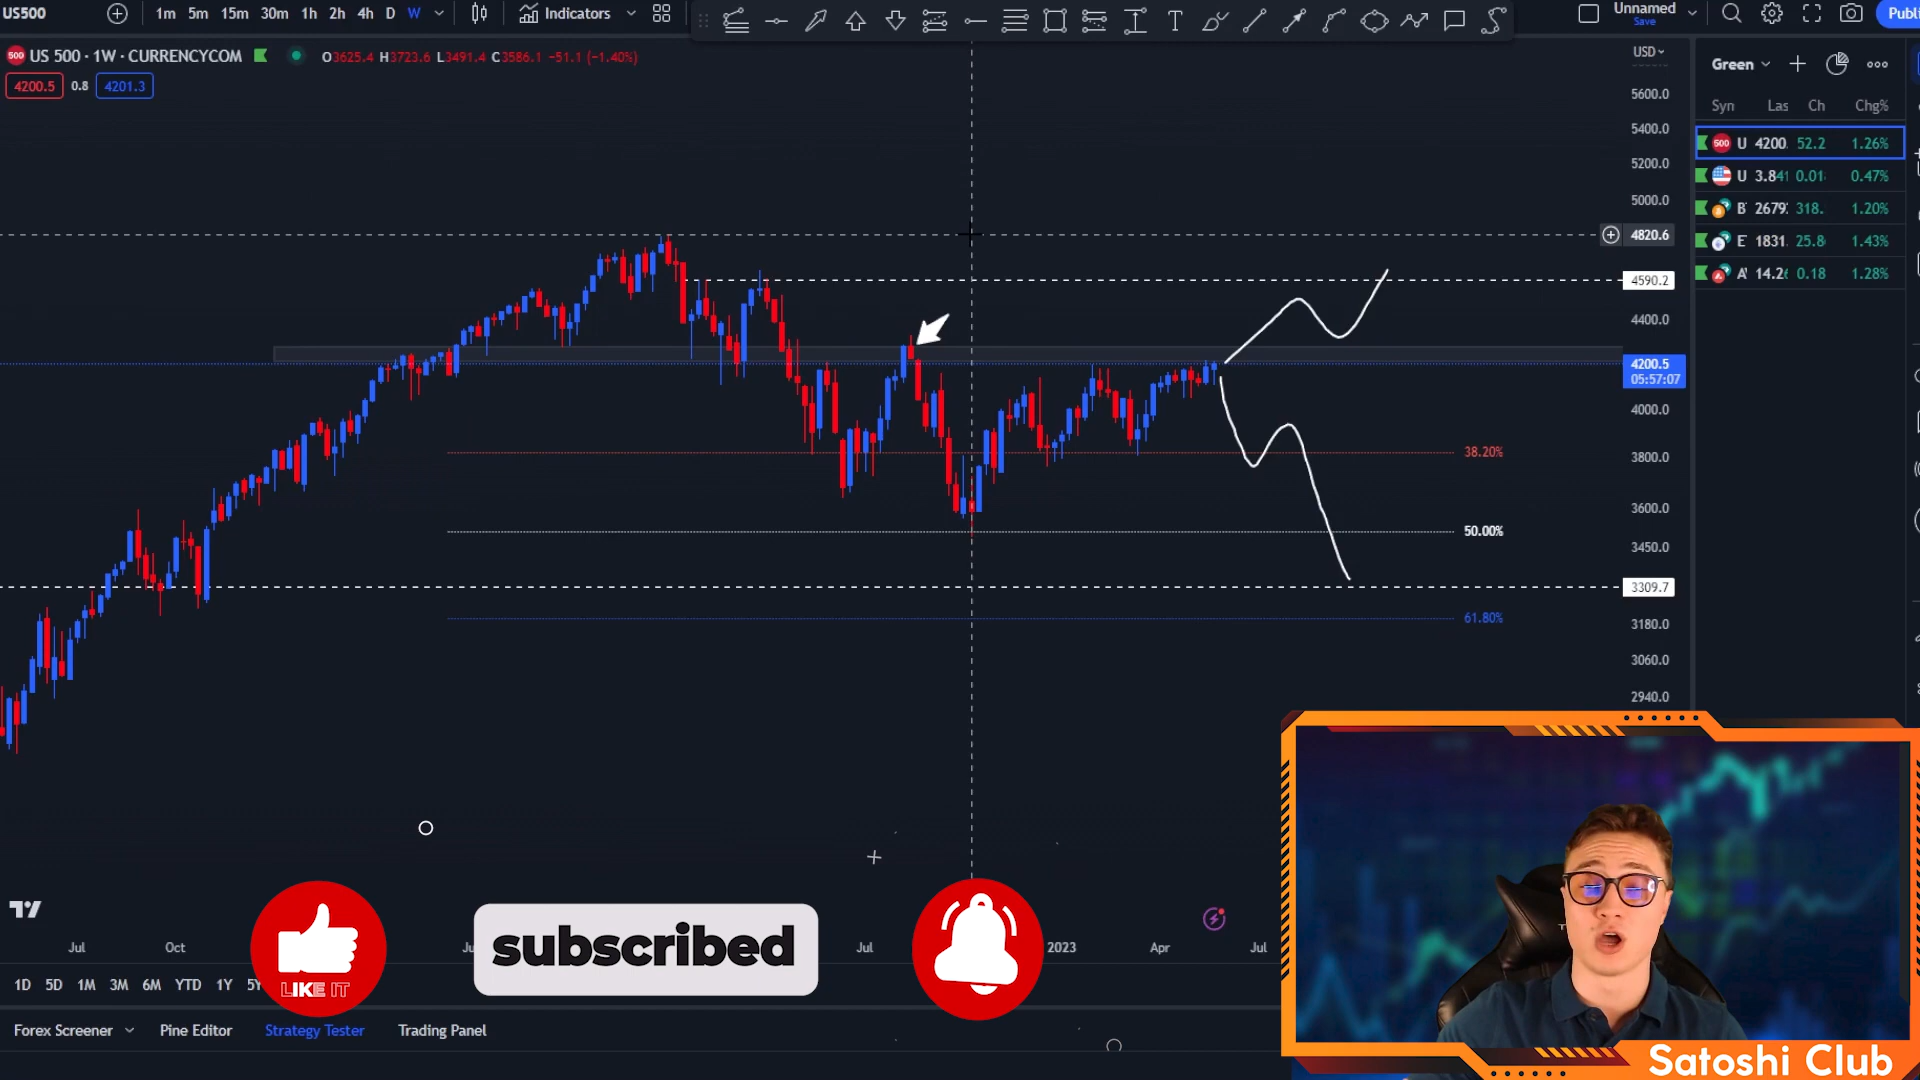 US500
1m 5m 15m 30m 1h 2h 4h D W
Indicators
Unnamed
Save
Publi
US 500 · 1W · CURRENCYCOM
O3625.4 H3723.6 L3491.4 C3586.1 -51.1 (-1.40%)
4200.5 0.8 4201.3
USD
5600.0
5400.0
5200.0
5000.0
4820.6
4590.2
4400.0
4200.5
05:57:07
4000.0
3800.0
3600.0
3450.0
3309.7
3180.0
3060.0
2940.0
38.20%
50.00%
61.80%
Green
Syn Las Ch Chg%
500 U 4200. 52.2 1.26%
U 3.841 0.01 0.47%
B 2679 318. 1.20%
E 1831. 25.8 1.43%
A 14.2 0.18 1.28%
Jul Oct Ju Jul 2023 Apr Jul
LIKE IT
subscribed
1D 5D 1M 3M 6M YTD 1Y 5Y
Forex Screener Pine Editor Strategy Tester Trading Panel
Satoshi Club